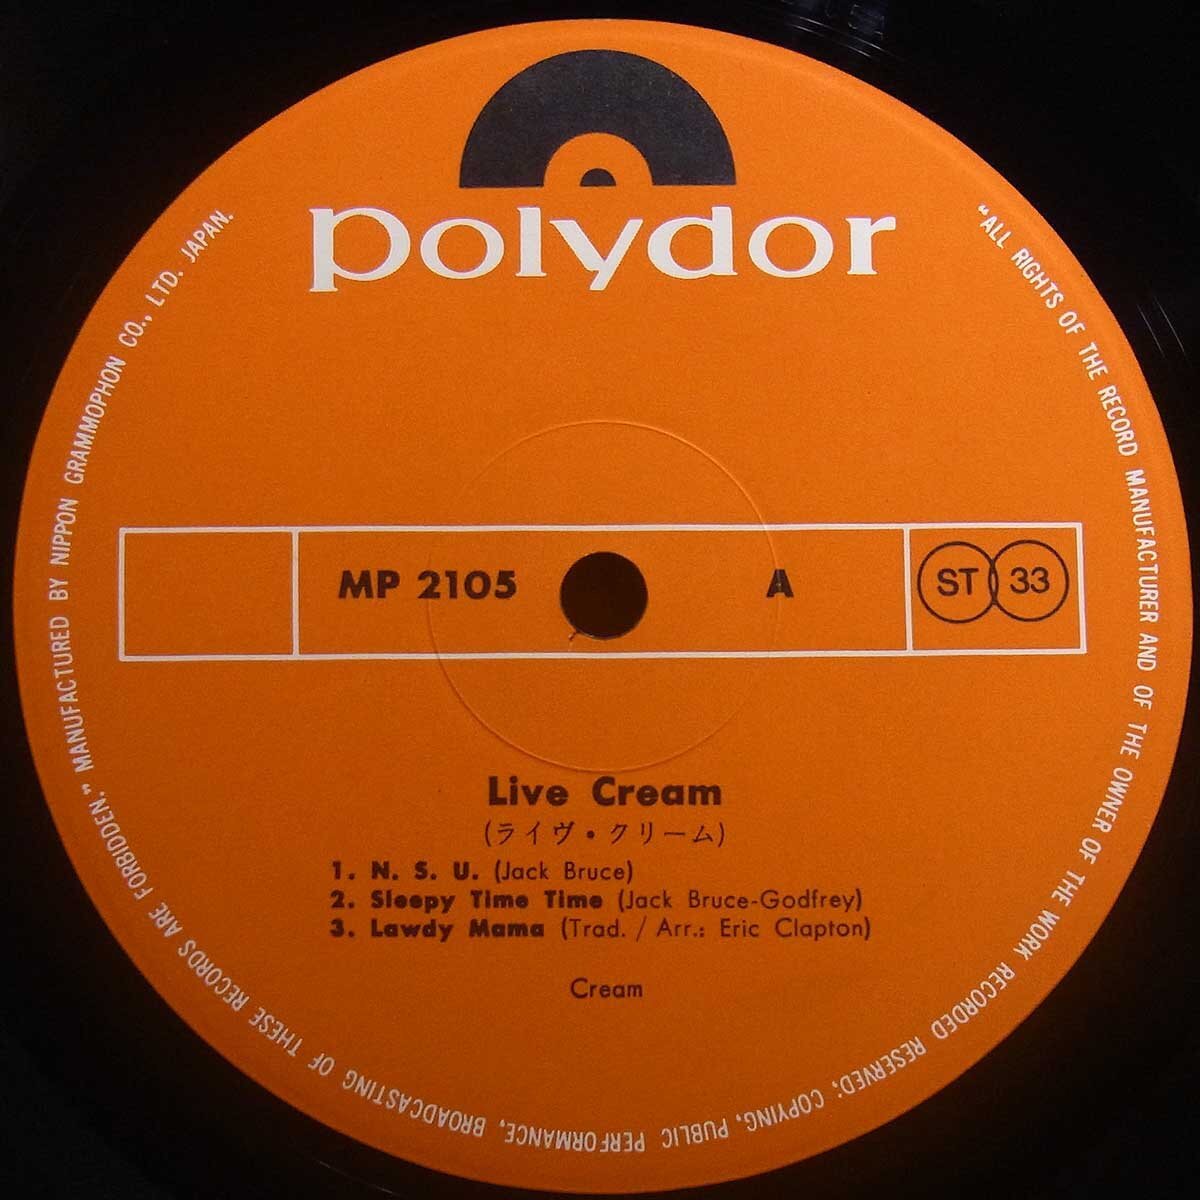 polydor
MP 2105
A
ST 33
Live Cream
(ライヴ・クリーム)
1. N. S. U. (Jack Bruce)
2. Sleepy Time Time (Jack Bruce-Godfrey)
3. Lawdy Mama (Trad. / Arr.: Eric Clapton)
Cream
"ALL RIGHTS OF THE RECORD MANUFACTURER AND OF THE OWNER OF THE WORK RECORDED RESERVED; COPYING, PUBLIC PERFORMANCE, BROADCASTING OF THESE RECORDS ARE FORBIDDEN." MANUFACTURED BY NIPPON GRAMMOPHON CO., LTD. JAPAN.